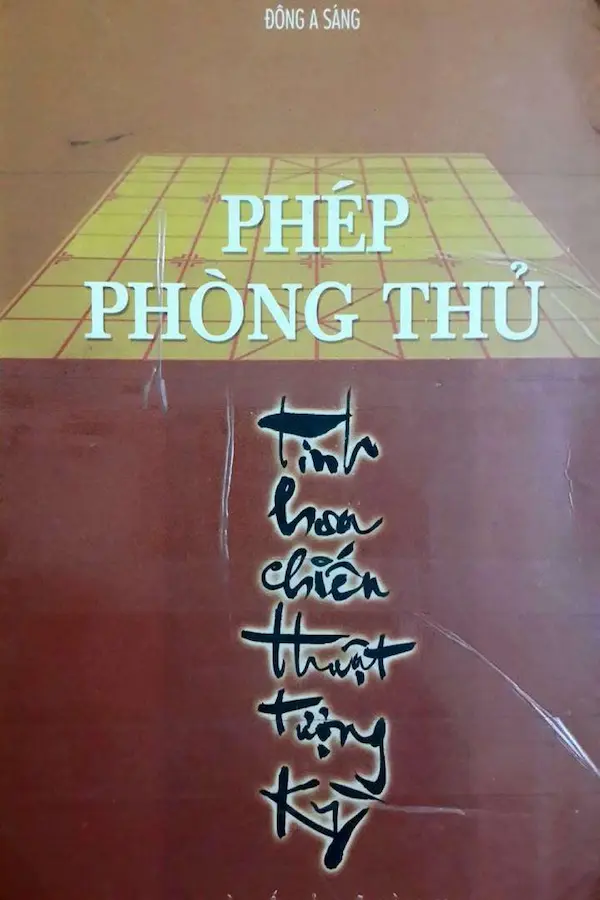 ĐÔNG A SÁNG
PHÉP
PHÒNG THỦ
Tinh
hoa
chiến
thuật
tượng
Kỳ